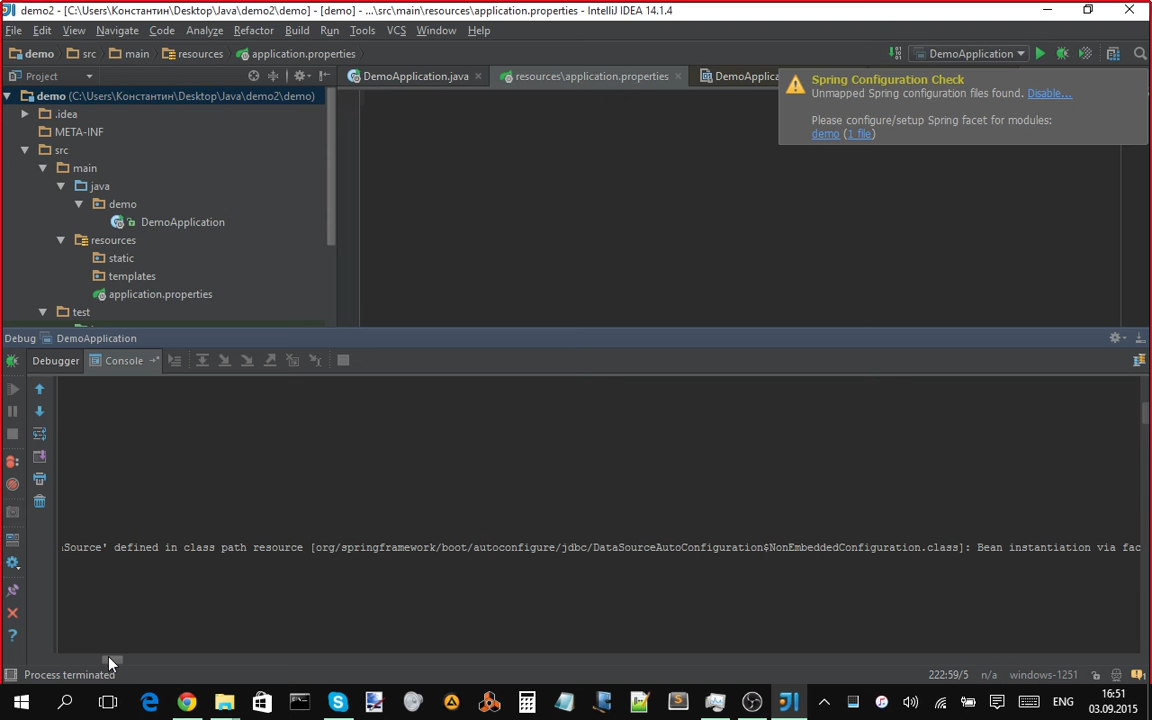 demo2 - [C:\Users\Константин\Desktop\Java\demo2\demo] - [demo] - ...\src\main\resources\application.properties - IntelliJ IDEA 14.1.4
File Edit View Navigate Code Analyze Refactor Build Run Tools VCS Window Help
demo src main resources application.properties DemoApplication
Project DemoApplication.java resources\application.properties DemoApplica
Spring Configuration Check
Unmapped Spring configuration files found. Disable...
Please configure/setup Spring facet for modules:
demo (1 file)
demo (C:\Users\Константин\Desktop\Java\demo2\demo)
.idea
META-INF
src
main
java
demo
DemoApplication
resources
static
templates
application.properties
test
Debug DemoApplication
Debugger Console
Source' defined in class path resource [org/springframework/boot/autoconfigure/jdbc/DataSourceAutoConfiguration$NonEmbeddedConfiguration.class]: Bean instantiation via fac
Process terminated 222:59/5 n/a windows-1251
ENG 16:51
03.09.2015